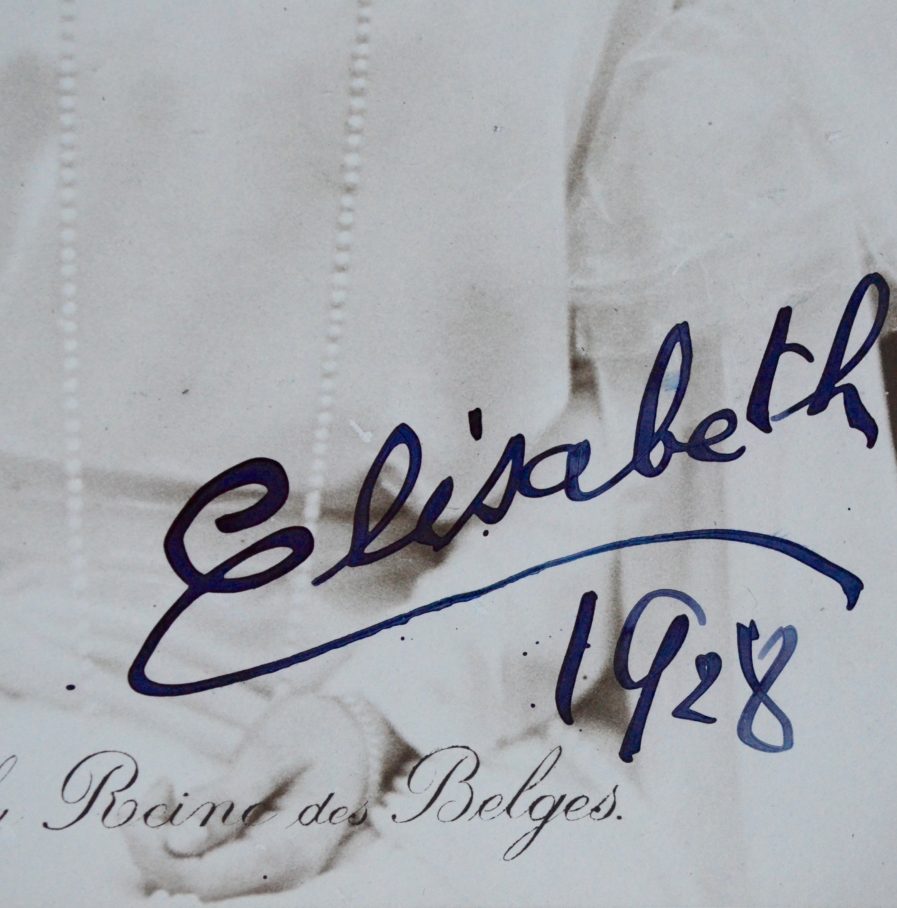 Elisabeth
1928
Reine des Belges.